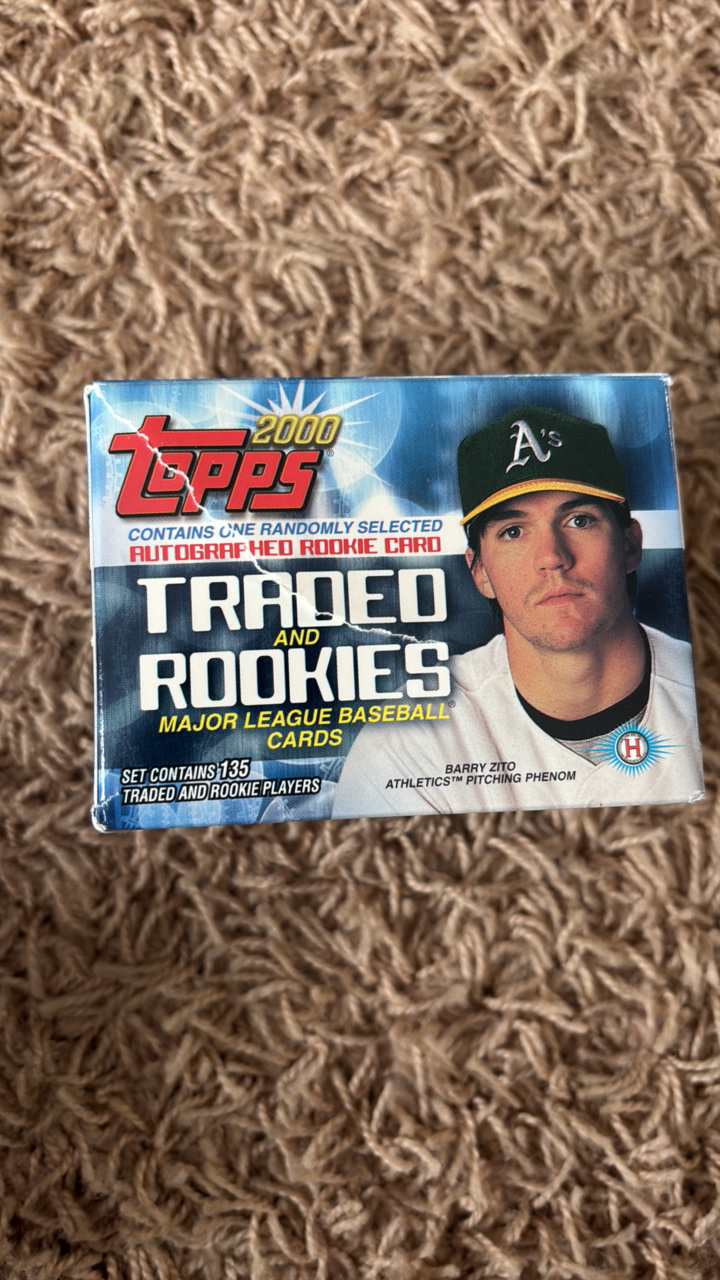 2000
TOPPS®
CONTAINS ONE RANDOMLY SELECTED
AUTOGRAPHED ROOKIE CARD
TRADED
AND
ROOKIES®
MAJOR LEAGUE BASEBALL
CARDS
SET CONTAINS 135
TRADED AND ROOKIE PLAYERS
A's
BARRY ZITO
ATHLETICS™ PITCHING PHENOM
H